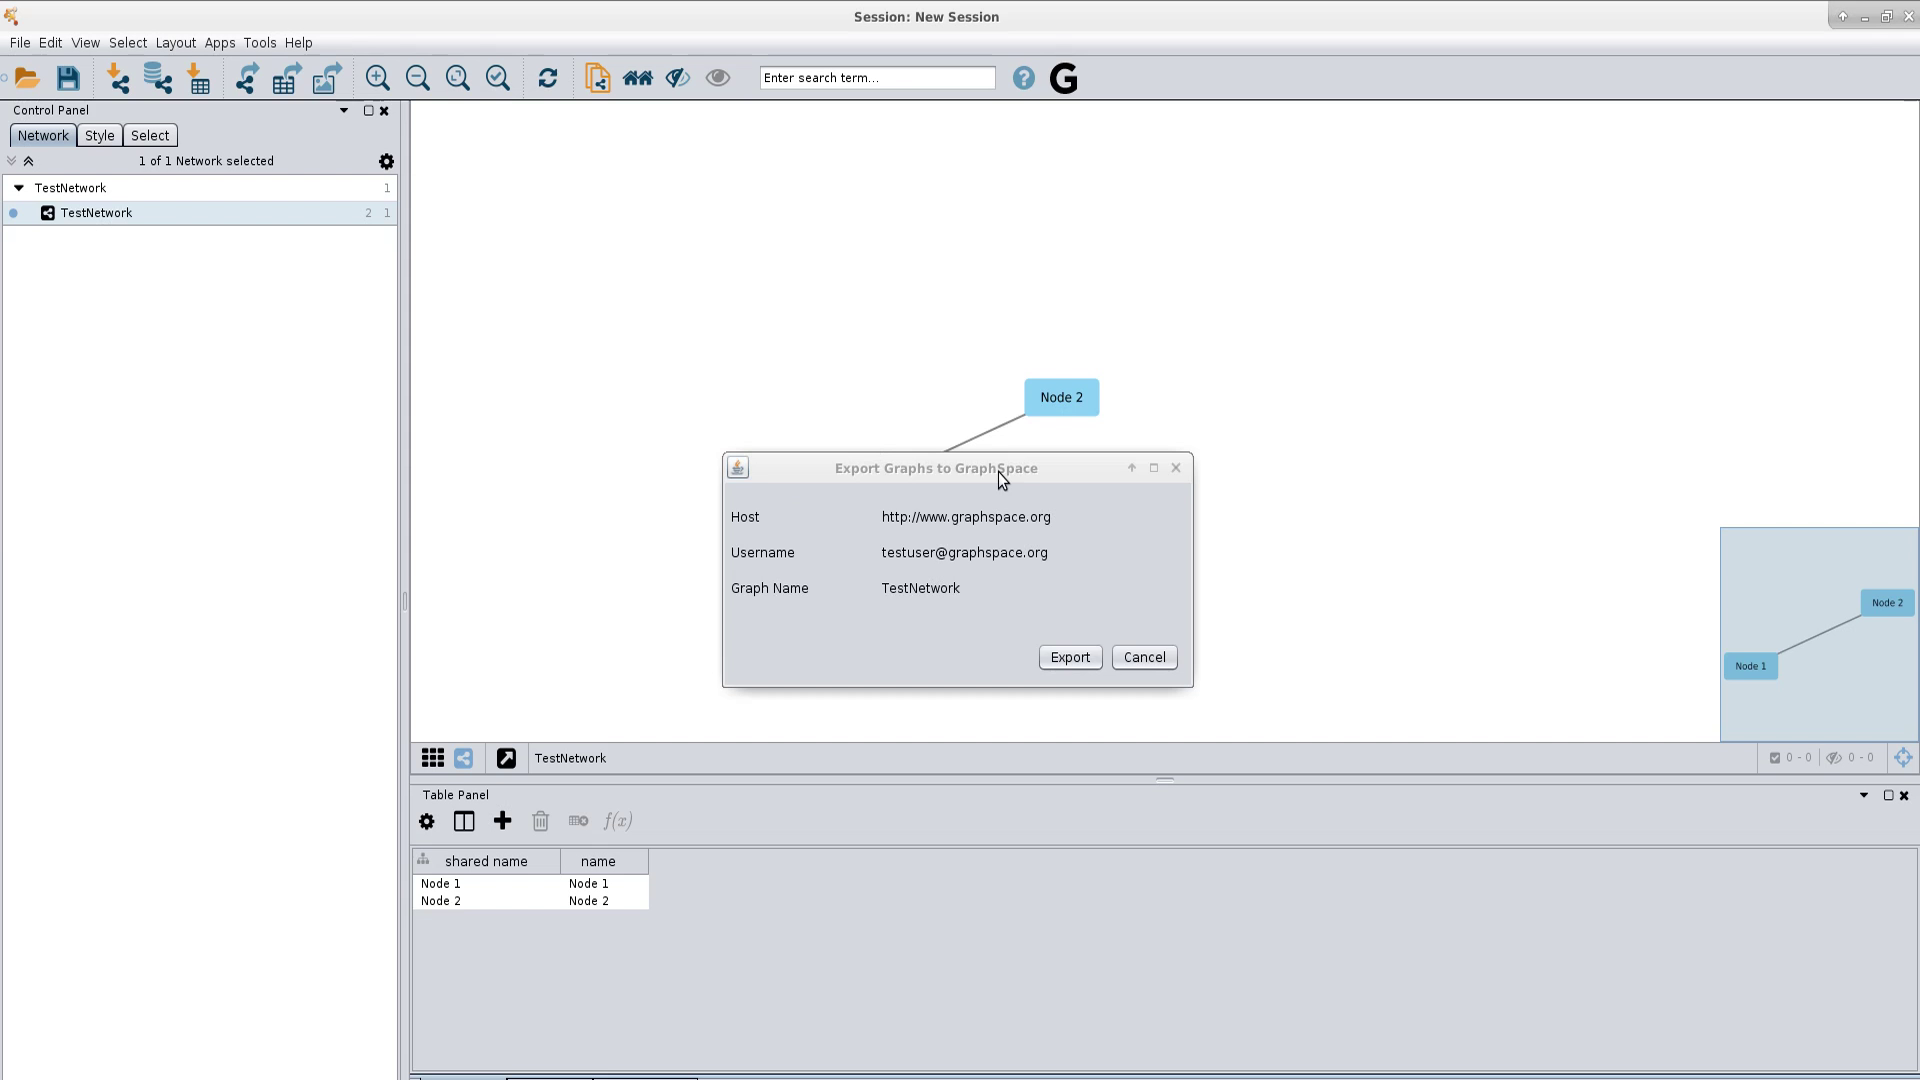 Session: New Session
File Edit View Select Layout Apps Tools Help
Enter search term...
? G
Control Panel
Network Style Select
1 of 1 Network selected
TestNetwork 1
TestNetwork 2 1
Node 2
Export Graphs to GraphSpace
Host http://www.graphspace.org
Username testuser@graphspace.org
Graph Name TestNetwork
Export Cancel
Node 2
Node 1
TestNetwork 0 - 0 0 - 0
Table Panel
f(x)
shared name name
Node 1 Node 1
Node 2 Node 2